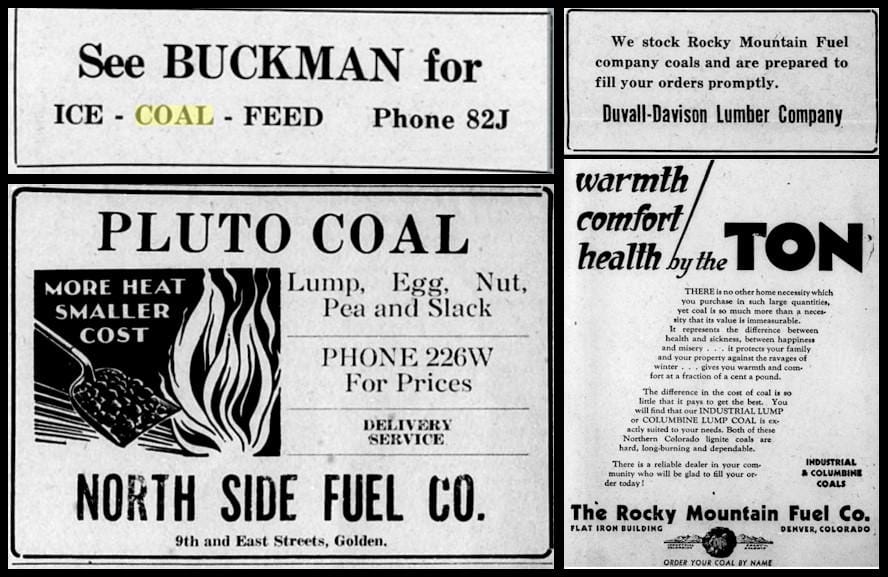 See BUCKMAN for
ICE - COAL - FEED Phone 82J
We stock Rocky Mountain Fuel
company coals and are prepared to
fill your orders promptly.
Duvall-Davison Lumber Company
PLUTO COAL
MORE HEAT
SMALLER
COST
Lump, Egg, Nut,
Pea and Slack
PHONE 226W
For Prices
DELIVERY
SERVICE
NORTH SIDE FUEL CO.
9th and East Streets, Golden.
warmth
comfort
health by the TON
THERE is no other home necessity which
you purchase in such large quantities,
yet coal is so much more than a neces-
sity that its value is immeasurable.
It represents the difference between
health and sickness, between happiness
and misery . . . it protects your family
and your property against the ravages of
winter . . . gives you warmth and com-
fort at a fraction of a cent a pound.
The difference in the cost of coal is so
little that it pays to get the best. You
will find that our INDUSTRIAL LUMP
or COLUMBINE LUMP COAL is ex-
actly suited to your needs. Both of these
Northern Colorado lignite coals are
hard, long-burning and dependable.
There is a reliable dealer in your com-
munity who will be glad to fill your or-
der today!
INDUSTRIAL
& COLUMBINE
COALS
The Rocky Mountain Fuel Co.
FLAT IRON BUILDING DENVER, COLORADO
ORDER YOUR COAL BY NAME